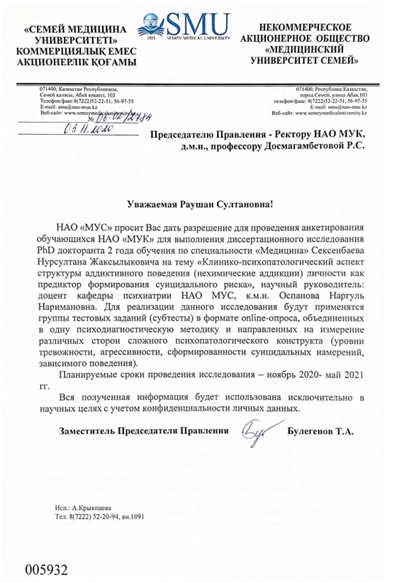 «СЕМЕЙ МЕДИЦИНА
УНИВЕРСИТЕТІ»
КОММЕРЦИЯЛЫҚ ЕМЕС
АКЦИОНЕРЛІК ҚОҒАМЫ
SMU
SEMEY MEDICAL UNIVERSITY
НЕКОММЕРЧЕСКОЕ
АКЦИОНЕРНОЕ ОБЩЕСТВО
«МЕДИЦИНСКИЙ
УНИВЕРСИТЕТ СЕМЕЙ»
071400, Қазақстан Республикасы,
Семей қаласы, Абай көшесі, 103
Телефон/факс:8(7222)52-22-51, 56-97-55
E-mail: smu@nao-mus.kz
Веб-сайт: www.semeymedicaluniversity.kz
071400, Республика Казахстан,
город Семей, улица Абая,103
Телефон/факс:8(7222)52-22-51, 56-97-55
E-mail: smu@nao-mus.kz
Веб-сайт: www.semeymedicaluniversity.kz
03.11.2020.
Председателю Правления - Ректору НАО МУК,
д.м.н., профессору Досмагамбетовой Р.С.
Уважаемая Раушан Султановна!
НАО «МУС» просит Вас дать разрешение для проведения анкетирования
обучающихся НАО «МУК» для выполнения диссертационного исследования
PhD докторанта 2 года обучения по специальности «Медицина» Сексенбаева
Нурсултана Жаксылыковича на тему «Клинико-психопатологический аспект
структуры аддиктивного поведения (нехимические аддикции) личности как
предиктор формирования суицидального риска», научный руководитель:
доцент кафедры психиатрии НАО МУС, к.м.н. Оспанова Наргуль
Наримановна. Для реализации данного исследования будут применятся
группы тестовых заданий (субтесты) в формате online-опроса, объединенных
в одну психодиагностическую методику и направленных на измерение
различных сторон сложного психопатологического конструкта (уровни
тревожности, агрессивности, сформированности суицидальных намерений,
зависимого поведения).
Планируемые сроки проведения исследования – ноябрь 2020- май 2021
гг.
Вся полученная информация будет использована исключительно в
научных целях с учетом конфиденциальности личных данных.
Заместитель Председателя Правления Булегенов Т.А.
Исп.: А.Крыкпаева
Тел. 8(7222) 52-20-94, вн.1091
005932